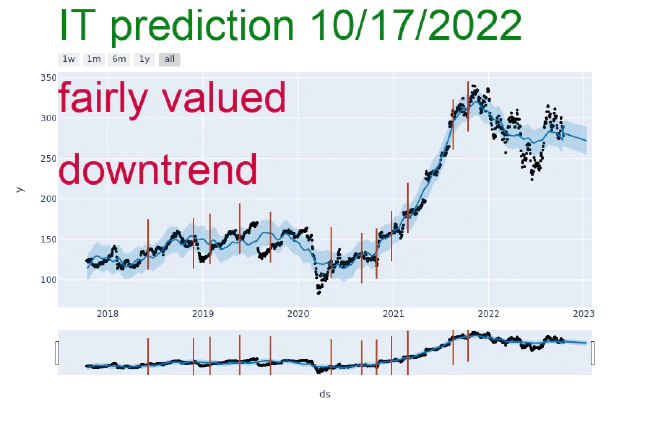 IT prediction 10/17/2022
1w 1m 6m 1y all
350
fairly valued
300
250
downtrend
y
200
150
100
2018 2019 2020 2021 2022 2023
ds